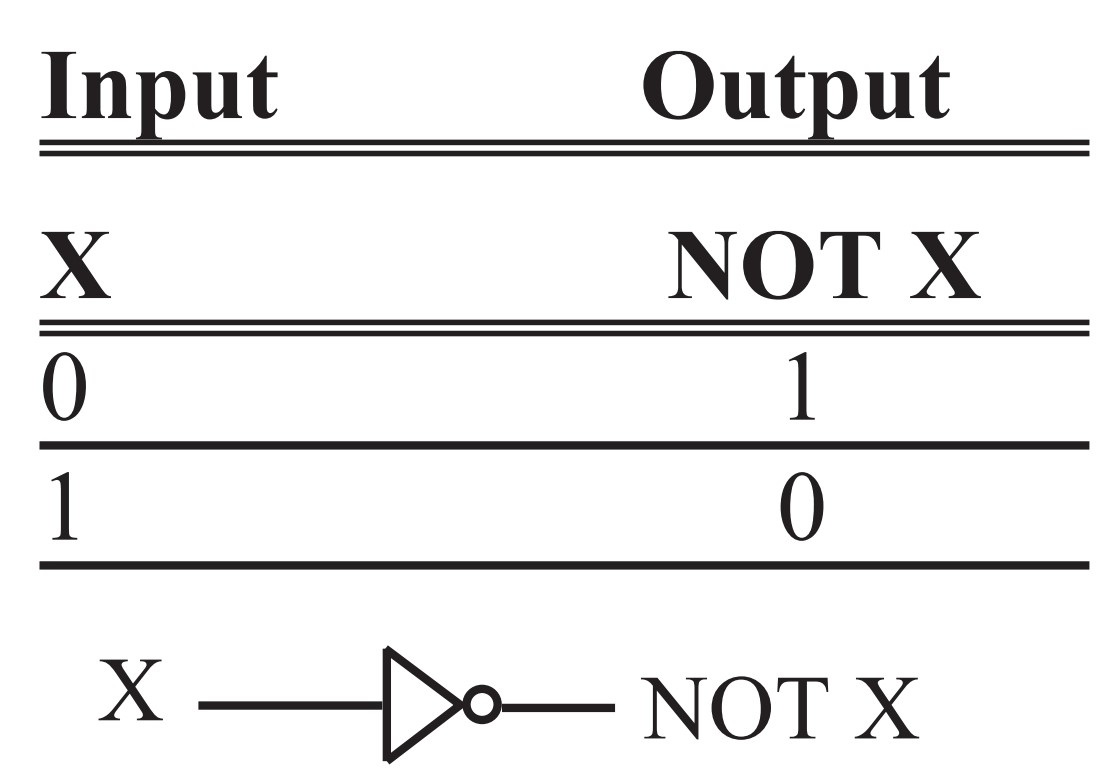 Input Output
X NOT X
0 1
1 0
X NOT X